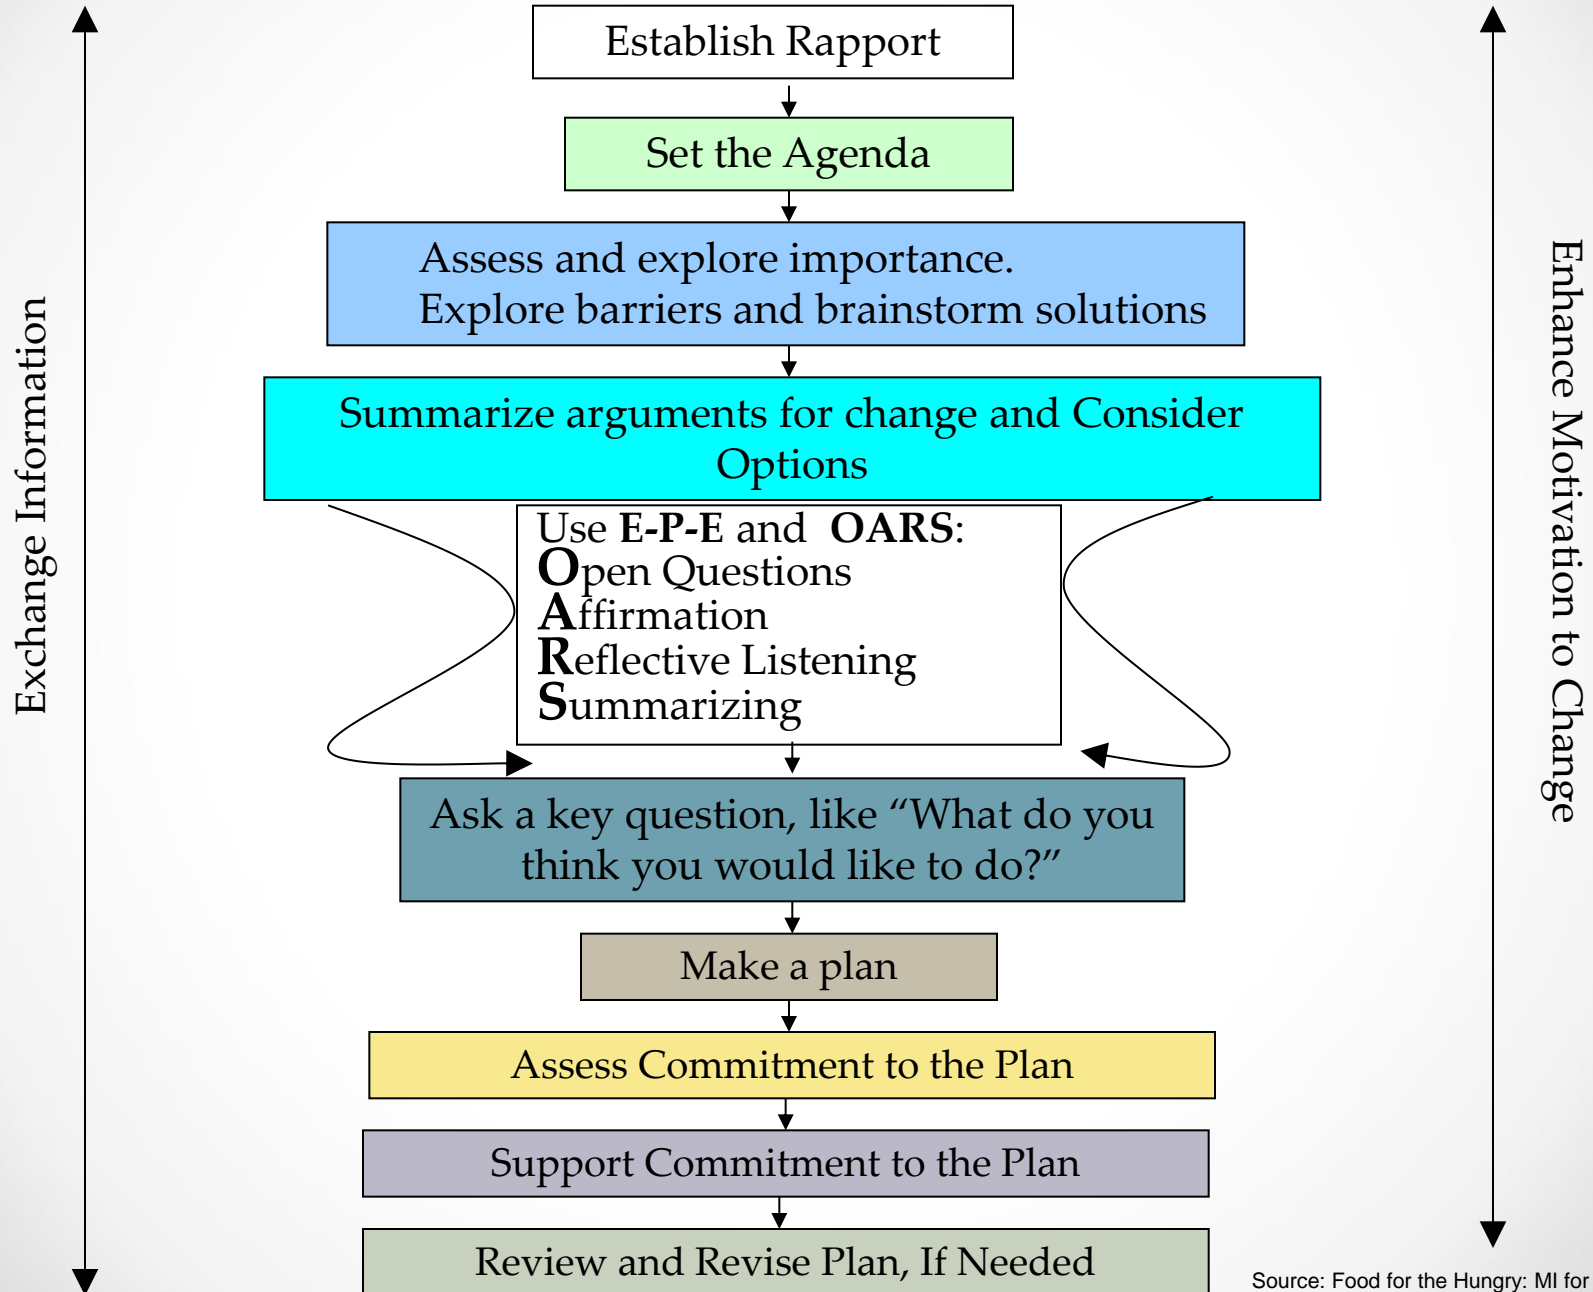 Establish Rapport
Set the Agenda
Assess and explore importance.
Explore barriers and brainstorm solutions
Summarize arguments for change and Consider
Options
Use E-P-E and OARS:
Open Questions
Affirmation
Reflective Listening
Summarizing
Ask a key question, like “What do you
think you would like to do?”
Make a plan
Assess Commitment to the Plan
Support Commitment to the Plan
Review and Revise Plan, If Needed
Exchange Information
Enhance Motivation to Change
Source: Food for the Hungry: MI for